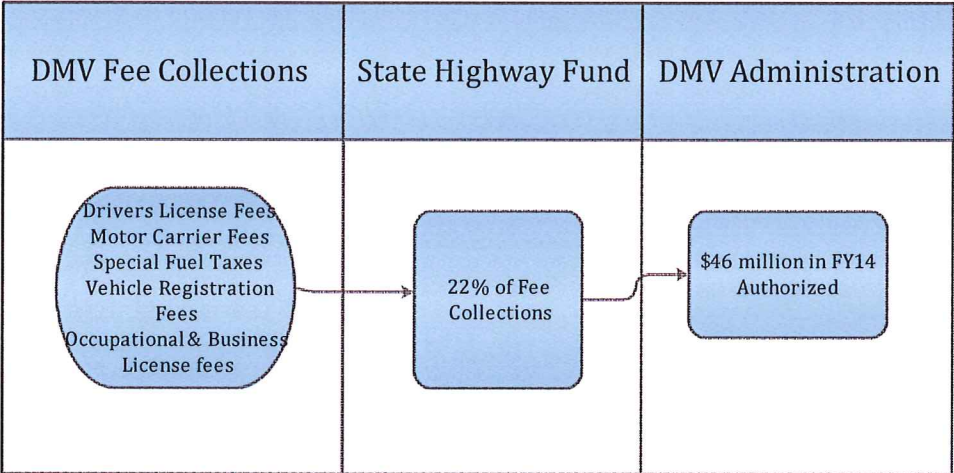 DMV Fee Collections
State Highway Fund
DMV Administration
Drivers License Fees
Motor Carrier Fees
Special Fuel Taxes
Vehicle Registration
Fees
Occupational & Business
License fees
22% of Fee
Collections
$46 million in FY14
Authorized